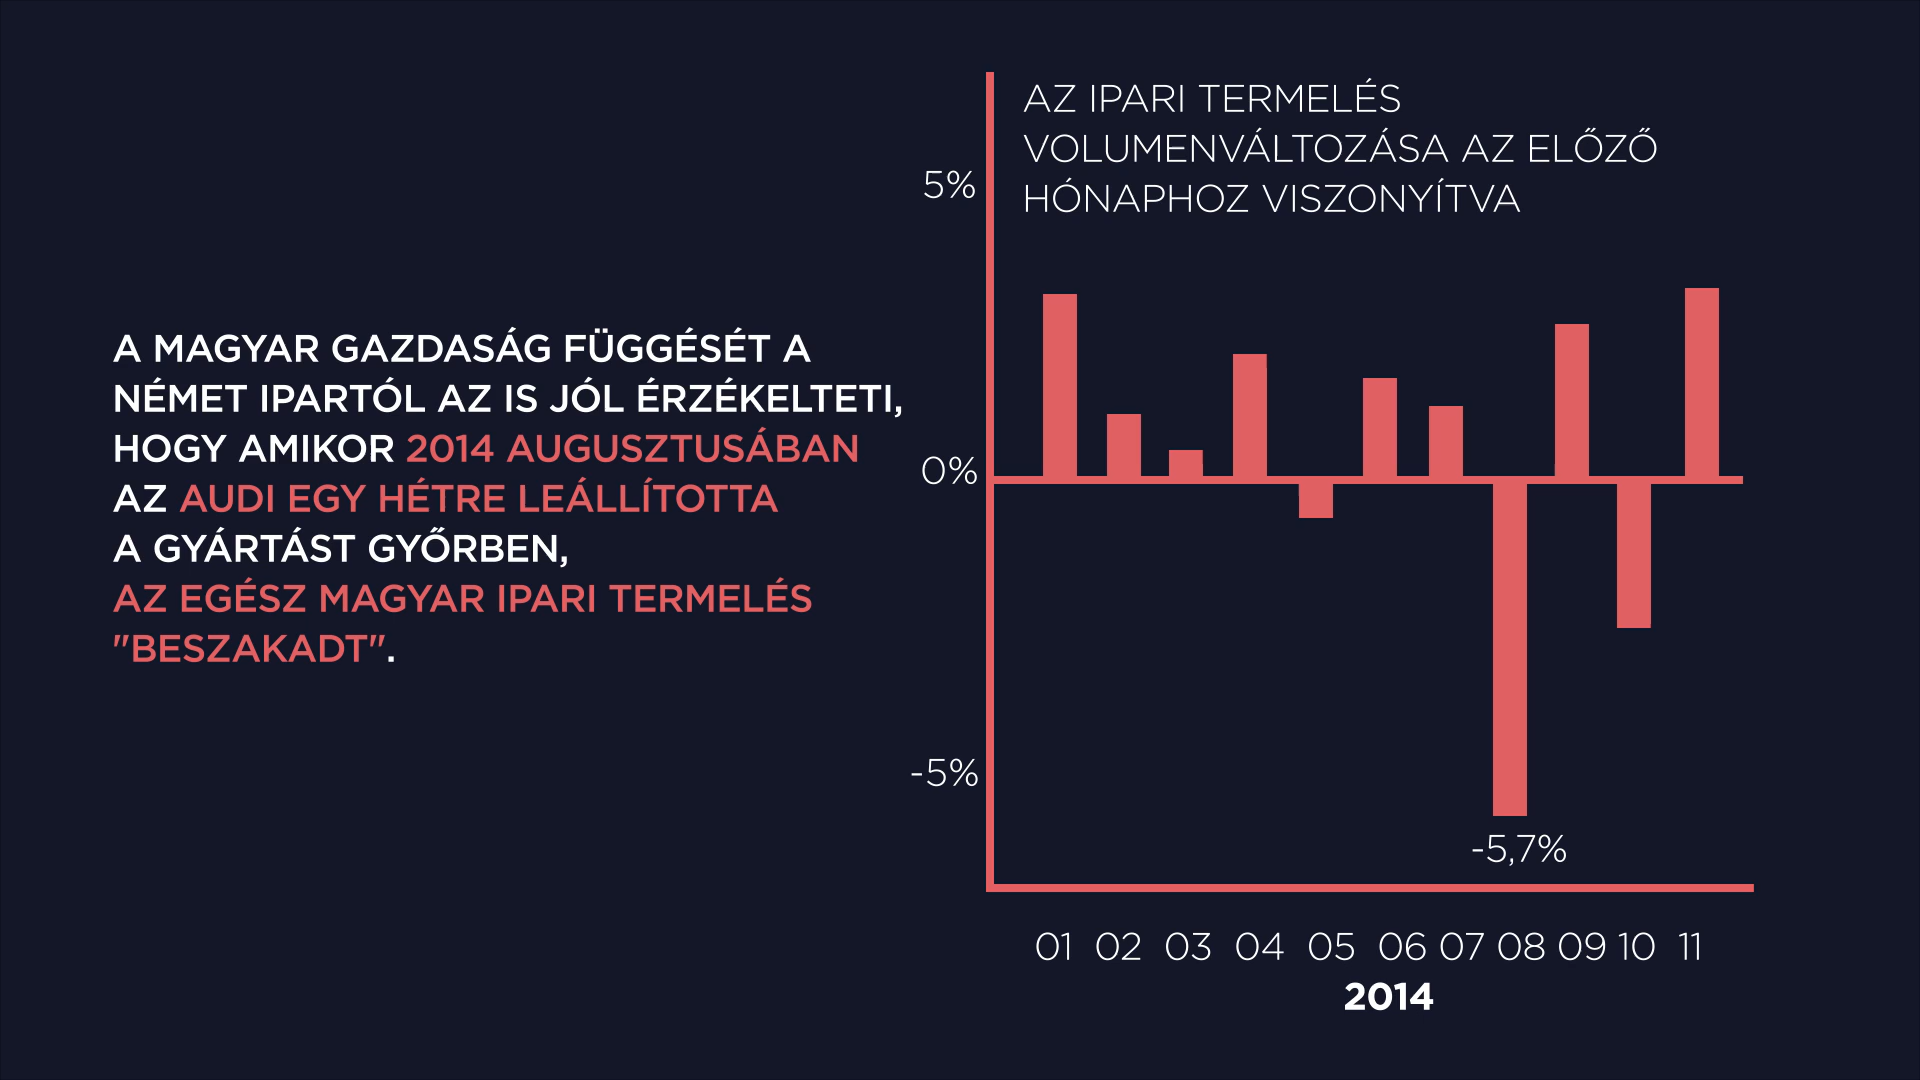 A MAGYAR GAZDASÁG FÜGGÉSÉT A
NÉMET IPARTÓL AZ IS JÓL ÉRZÉKELTETI,
HOGY AMIKOR 2014 AUGUSZTUSÁBAN
AZ AUDI EGY HÉTRE LEÁLLÍTOTTA
A GYÁRTÁST GYŐRBEN,
AZ EGÉSZ MAGYAR IPARI TERMELÉS
"BESZAKADT".
AZ IPARI TERMELÉS
VOLUMENVÁLTOZÁSA AZ ELŐZŐ
HÓNAPHOZ VISZONYÍTVA
5%
0%
-5%
-5,7%
01 02 03 04 05 06 07 08 09 10 11
2014